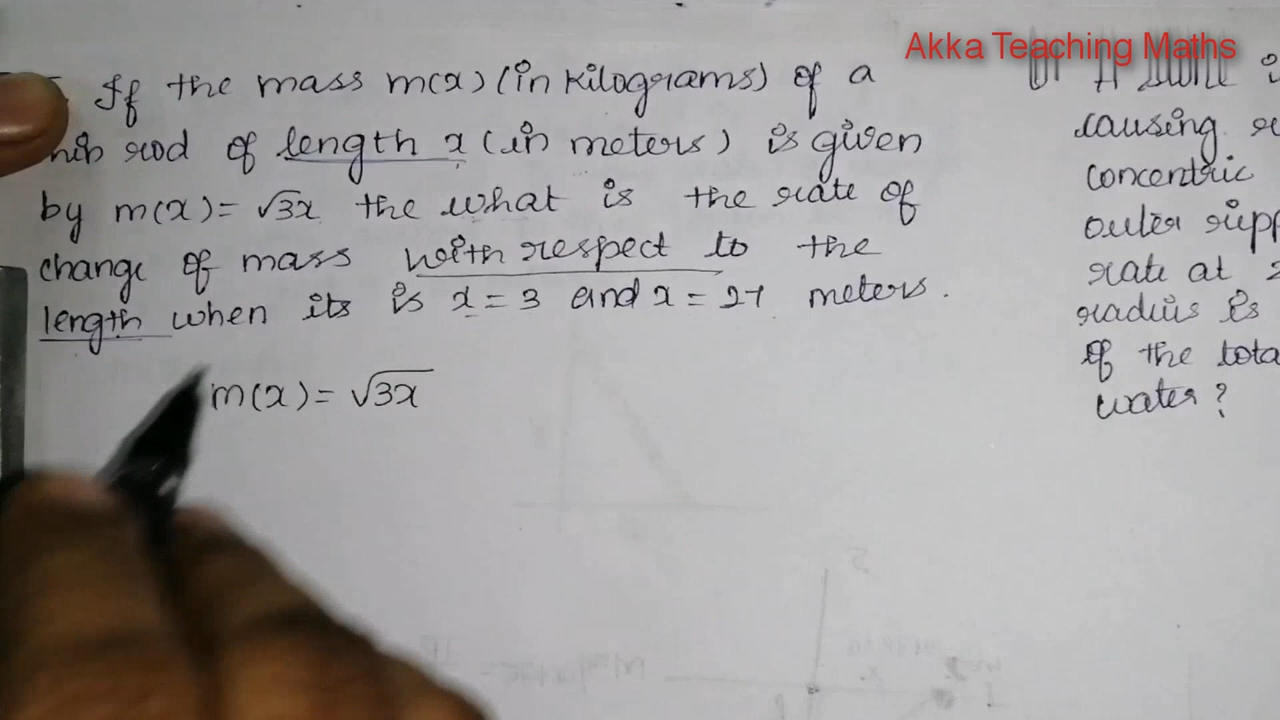 Akka Teaching Maths
If the mass m(x) (in kilograms) of a
rod of length x (in meters) is given
by m(x) = √3x the what is the rate of
change of mass with respect to the
length when its is x = 3 and x = 27 meters.
m(x) = √3x
causing
concentric
outer
rate at 2
radius is
of the
water?